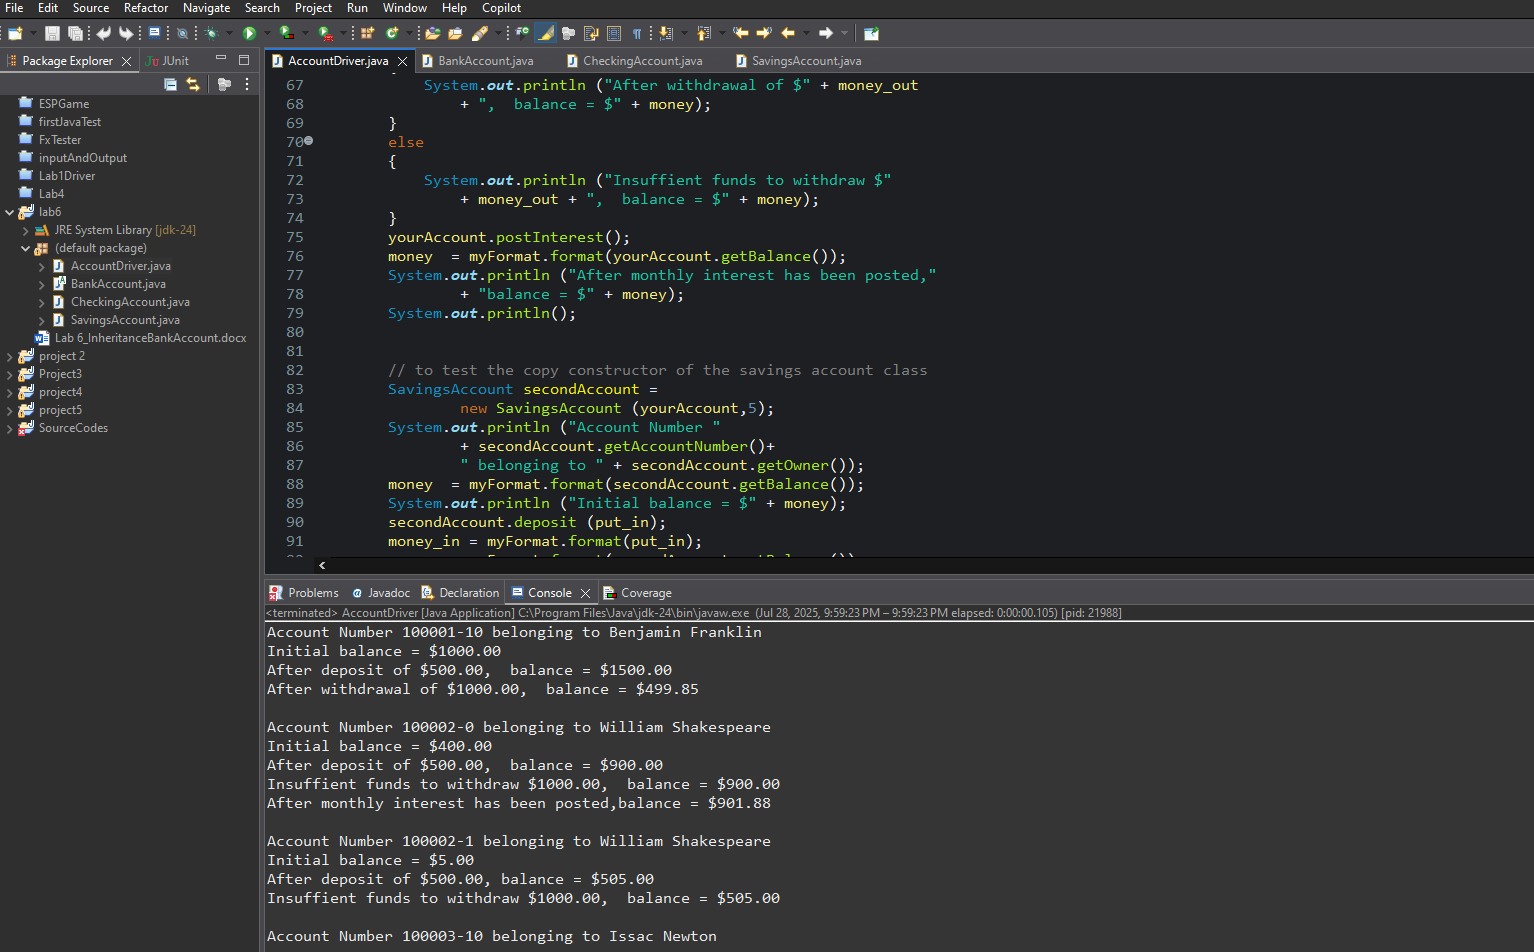 File Edit Source Refactor Navigate Search Project Run Window Help Copilot
Package Explorer
JUnit
ESPGame
firstJavaTest
FxTester
inputAndOutput
Lab1Driver
Lab4
lab6
JRE System Library [jdk-24]
(default package)
AccountDriver.java
BankAccount.java
CheckingAccount.java
SavingsAccount.java
Lab 6_InheritanceBankAccount.docx
project 2
Project3
project4
project5
SourceCodes
AccountDriver.java BankAccount.java CheckingAccount.java SavingsAccount.java
67 System.out.println ("After withdrawal of $" + money_out
68 + ",  balance = $" + money);
69 }
70 else
71 {
72 System.out.println ("Insuffient funds to withdraw $"
73 + money_out + ",  balance = $" + money);
74 }
75 yourAccount.postInterest();
76 money  = myFormat.format(yourAccount.getBalance());
77 System.out.println ("After monthly interest has been posted,"
78 + "balance = $" + money);
79 System.out.println();
80
81
82 // to test the copy constructor of the savings account class
83 SavingsAccount secondAccount =
84 new SavingsAccount (yourAccount,5);
85 System.out.println ("Account Number "
86 + secondAccount.getAccountNumber()+
87 " belonging to " + secondAccount.getOwner());
88 money  = myFormat.format(secondAccount.getBalance());
89 System.out.println ("Initial balance = $" + money);
90 secondAccount.deposit (put_in);
91 money_in = myFormat.format(put_in);
Problems Javadoc Declaration Console Coverage
<terminated> AccountDriver [Java Application] C:\Program Files\Java\jdk-24\bin\javaw.exe (Jul 28, 2025, 9:59:23 PM – 9:59:23 PM elapsed: 0:00:00.105) [pid: 21988]
Account Number 100001-10 belonging to Benjamin Franklin
Initial balance = $1000.00
After deposit of $500.00,  balance = $1500.00
After withdrawal of $1000.00,  balance = $499.85
Account Number 100002-0 belonging to William Shakespeare
Initial balance = $400.00
After deposit of $500.00,  balance = $900.00
Insuffient funds to withdraw $1000.00,  balance = $900.00
After monthly interest has been posted,balance = $901.88
Account Number 100002-1 belonging to William Shakespeare
Initial balance = $5.00
After deposit of $500.00, balance = $505.00
Insuffient funds to withdraw $1000.00,  balance = $505.00
Account Number 100003-10 belonging to Issac Newton